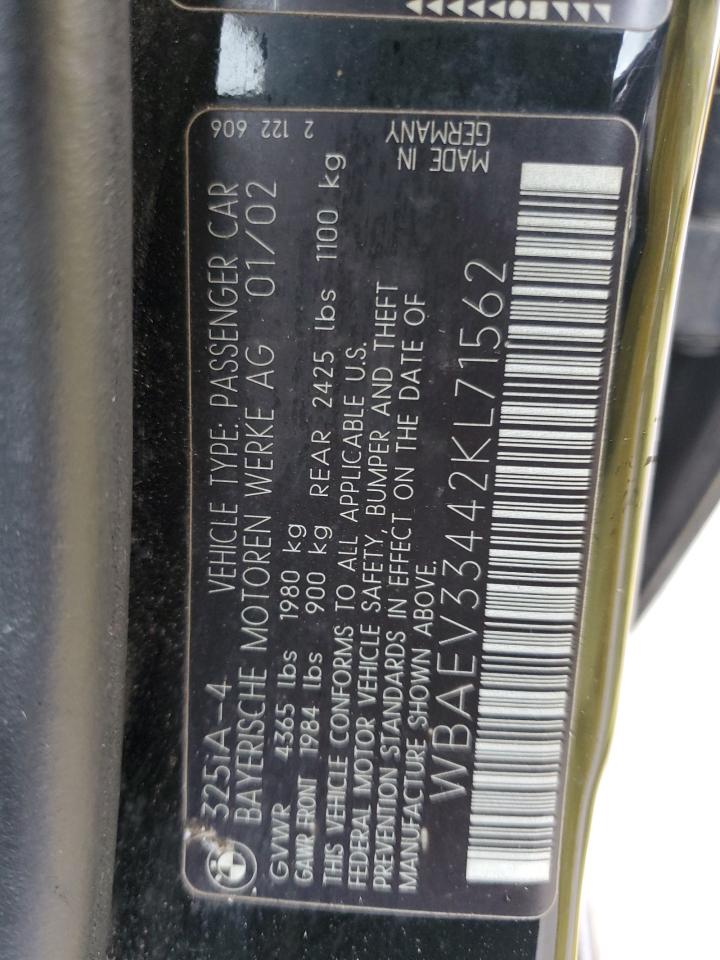 325iA-4 VEHICLE TYPE: PASSENGER CAR
BAYERISCHE MOTOREN WERKE AG 01/02
GVWR 4365 lbs 1980 kg
GAWR FRONT 1984 lbs 900 kg REAR 2425 lbs 1100 kg
THIS VEHICLE CONFORMS TO ALL APPLICABLE U.S.
FEDERAL MOTOR VEHICLE SAFETY, BUMPER AND THEFT
PREVENTION STANDARDS IN EFFECT ON THE DATE OF
MANUFACTURE SHOWN ABOVE.
WBAEV33442KL71562
2 122 606
MADE IN
GERMANY